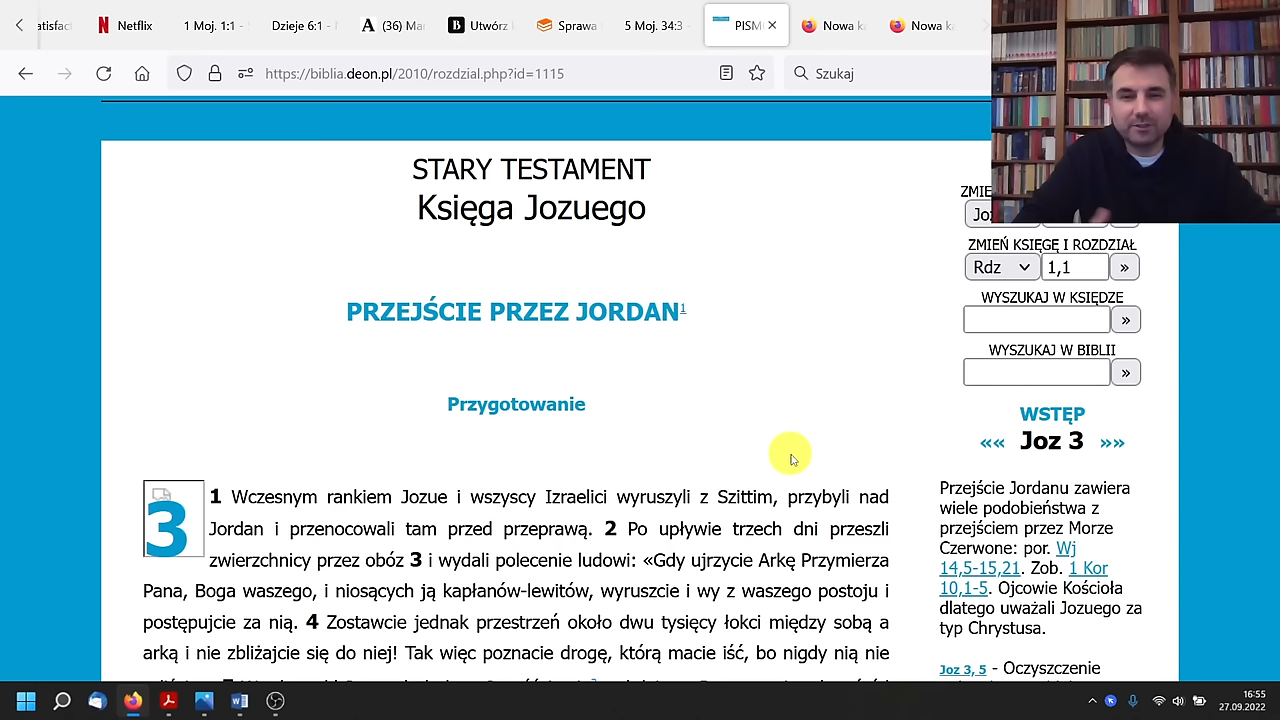 atisfac
Netflix
1 Moj. 1:1 -
Dzieje 6:1 -
A (36) Ma
B Utwórz
Sprawa
5 Moj. 34:3
PISM
Nowa k
Nowa k
https://biblia.deon.pl/2010/rozdzial.php?id=1115
Szukaj
STARY TESTAMENT
Księga Jozuego
PRZEJŚCIE PRZEZ JORDAN1
Przygotowanie
3 1 Wczesnym rankiem Jozue i wszyscy Izraelici wyruszyli z Szittim, przybyli nad
Jordan i przenocowali tam przed przeprawą. 2 Po upływie trzech dni przeszli
zwierzchnicy przez obóz 3 i wydali polecenie ludowi: «Gdy ujrzycie Arkę Przymierza
Pana, Boga waszego, i niosących ją kapłanów-lewitów, wyruszcie i wy z waszego postoju i
postępujcie za nią. 4 Zostawcie jednak przestrzeń około dwu tysięcy łokci między sobą a
arką i nie zbliżajcie się do niej! Tak więc poznacie drogę, którą macie iść, bo nigdy nią nie
ZMIE
Jo
ZMIEŃ KSIĘGĘ I ROZDZIAŁ
Rdz 1,1 »
WYSZUKAJ W KSIĘDZE
»
WYSZUKAJ W BIBLII
»
WSTĘP
«« Joz 3 »»
Przejście Jordanu zawiera
wiele podobieństwa z
przejściem przez Morze
Czerwone: por. Wj
14,5-15,21. Zob. 1 Kor
10,1-5. Ojcowie Kościoła
dlatego uważali Jozuego za
typ Chrystusa.
Joz 3, 5 - Oczyszczenie
16:55
27.09.2022